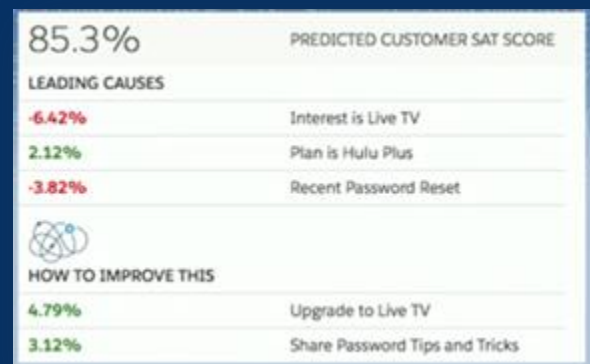 85.3% PREDICTED CUSTOMER SAT SCORE
LEADING CAUSES
-6.42% Interest is Live TV
2.12% Plan is Hulu Plus
-3.82% Recent Password Reset
HOW TO IMPROVE THIS
4.79% Upgrade to Live TV
3.12% Share Password Tips and Tricks